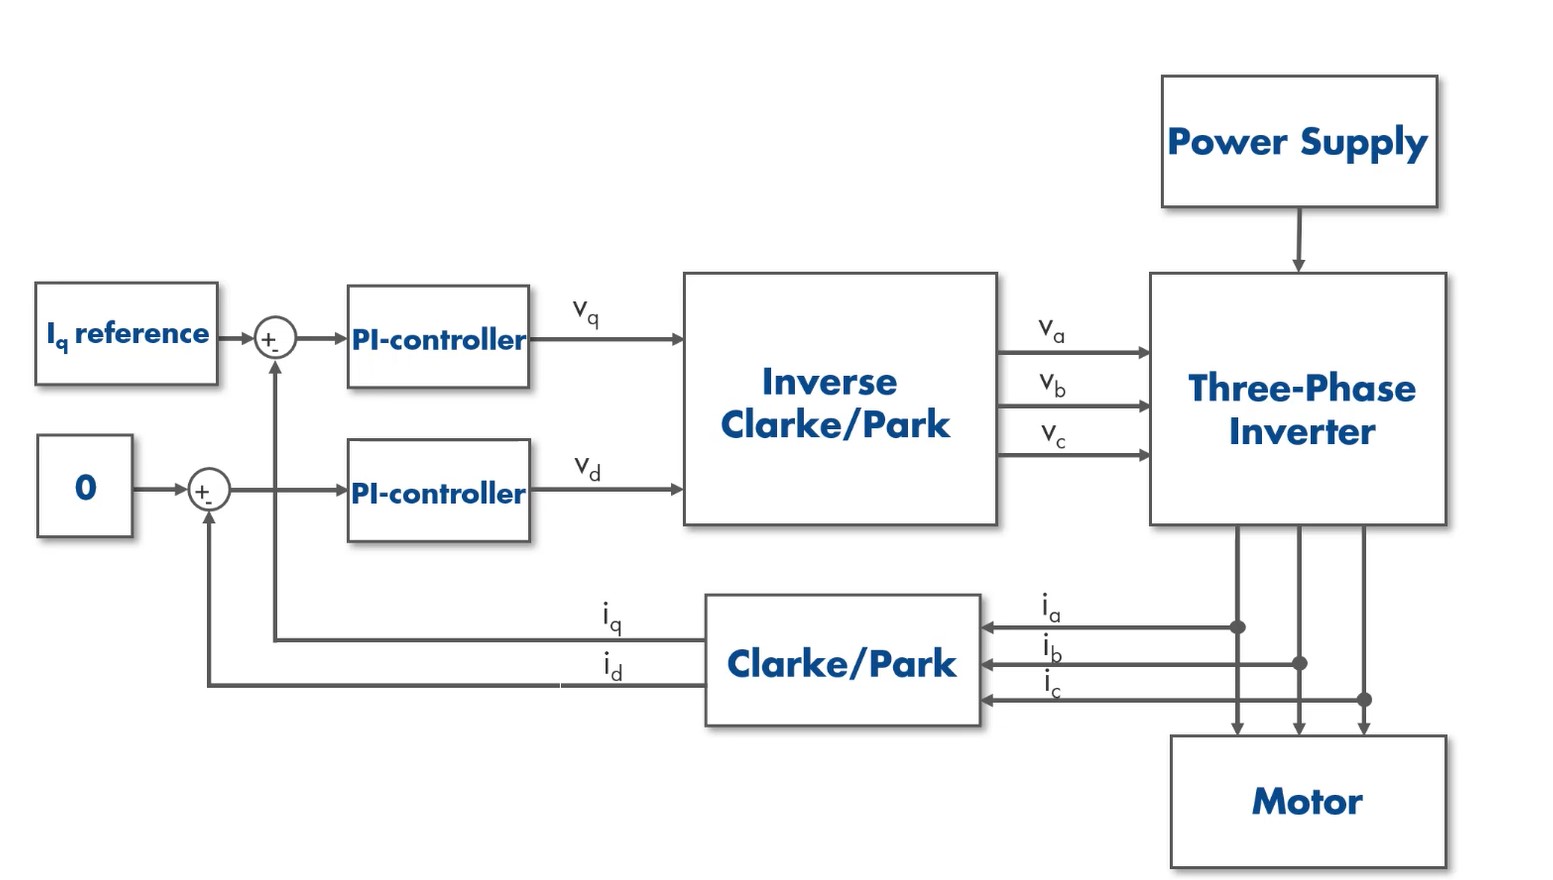 Power Supply
I_q reference
+
-
PI-controller
v_q
Inverse
Clarke/Park
v_a
v_b
v_c
Three-Phase
Inverter
0
+
-
PI-controller
v_d
i_q
i_d
Clarke/Park
i_a
i_b
i_c
Motor